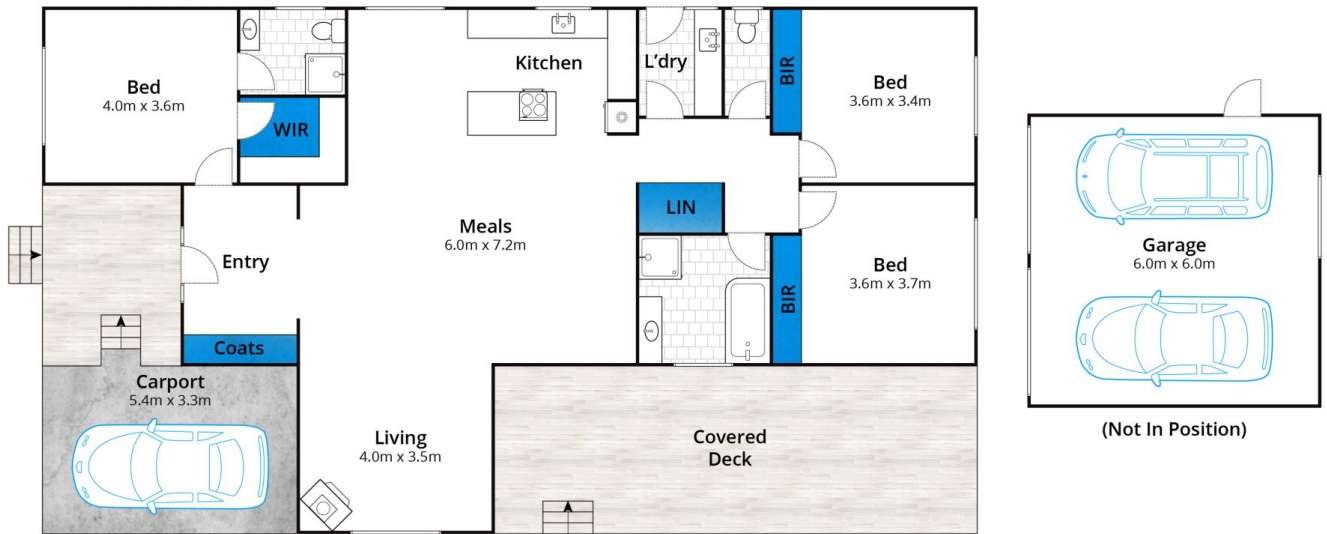 Bed
4.0m x 3.6m
WIR
Kitchen
L'dry
BIR
Bed
3.6m x 3.4m
Entry
Coats
Meals
6.0m x 7.2m
LIN
BIR
Bed
3.6m x 3.7m
Carport
5.4m x 3.3m
Living
4.0m x 3.5m
Covered
Deck
Garage
6.0m x 6.0m
(Not In Position)